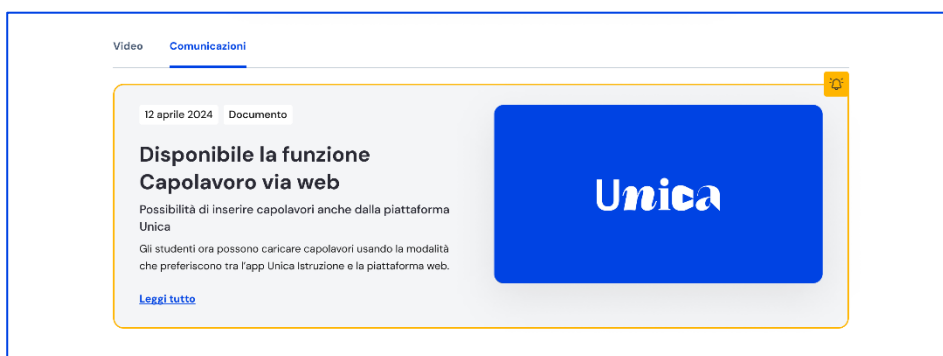 Video Comunicazioni
12 aprile 2024 Documento
Disponibile la funzione
Capolavoro via web
Possibilità di inserire capolavori anche dalla piattaforma
Unica
Gli studenti ora possono caricare capolavori usando la modalità
che preferiscono tra l'app Unica Istruzione e la piattaforma web.
Leggi tutto
Unica